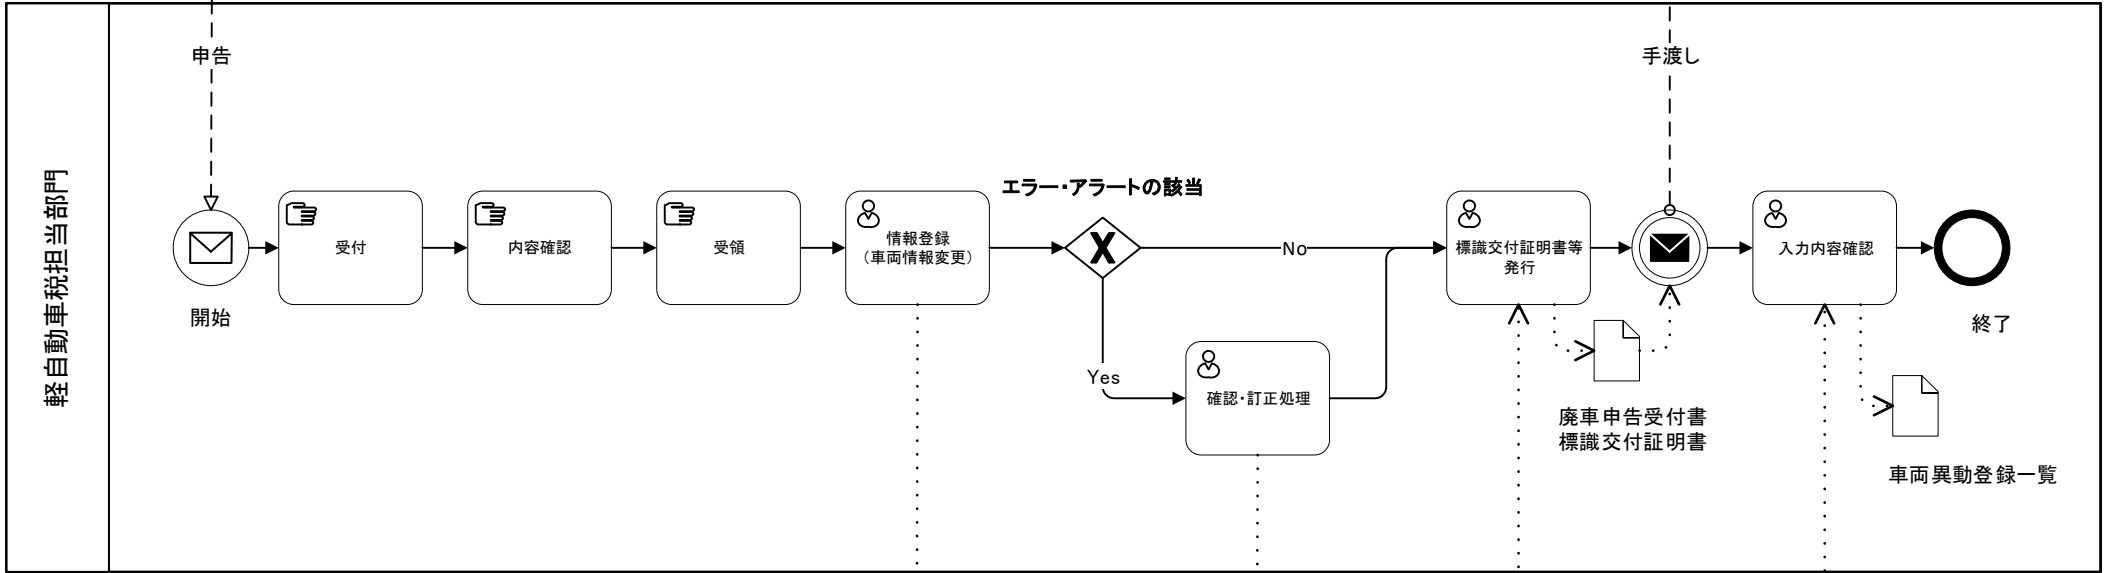 申告
手渡し
軽自動車税担当部門
エラー・アラートの該当
受付
内容確認
受領
情報登録
（車両情報変更）
No
標識交付証明書等
発行
入力内容確認
開始
終了
Yes
確認・訂正処理
廃車申告受付書
標識交付証明書
車両異動登録一覧